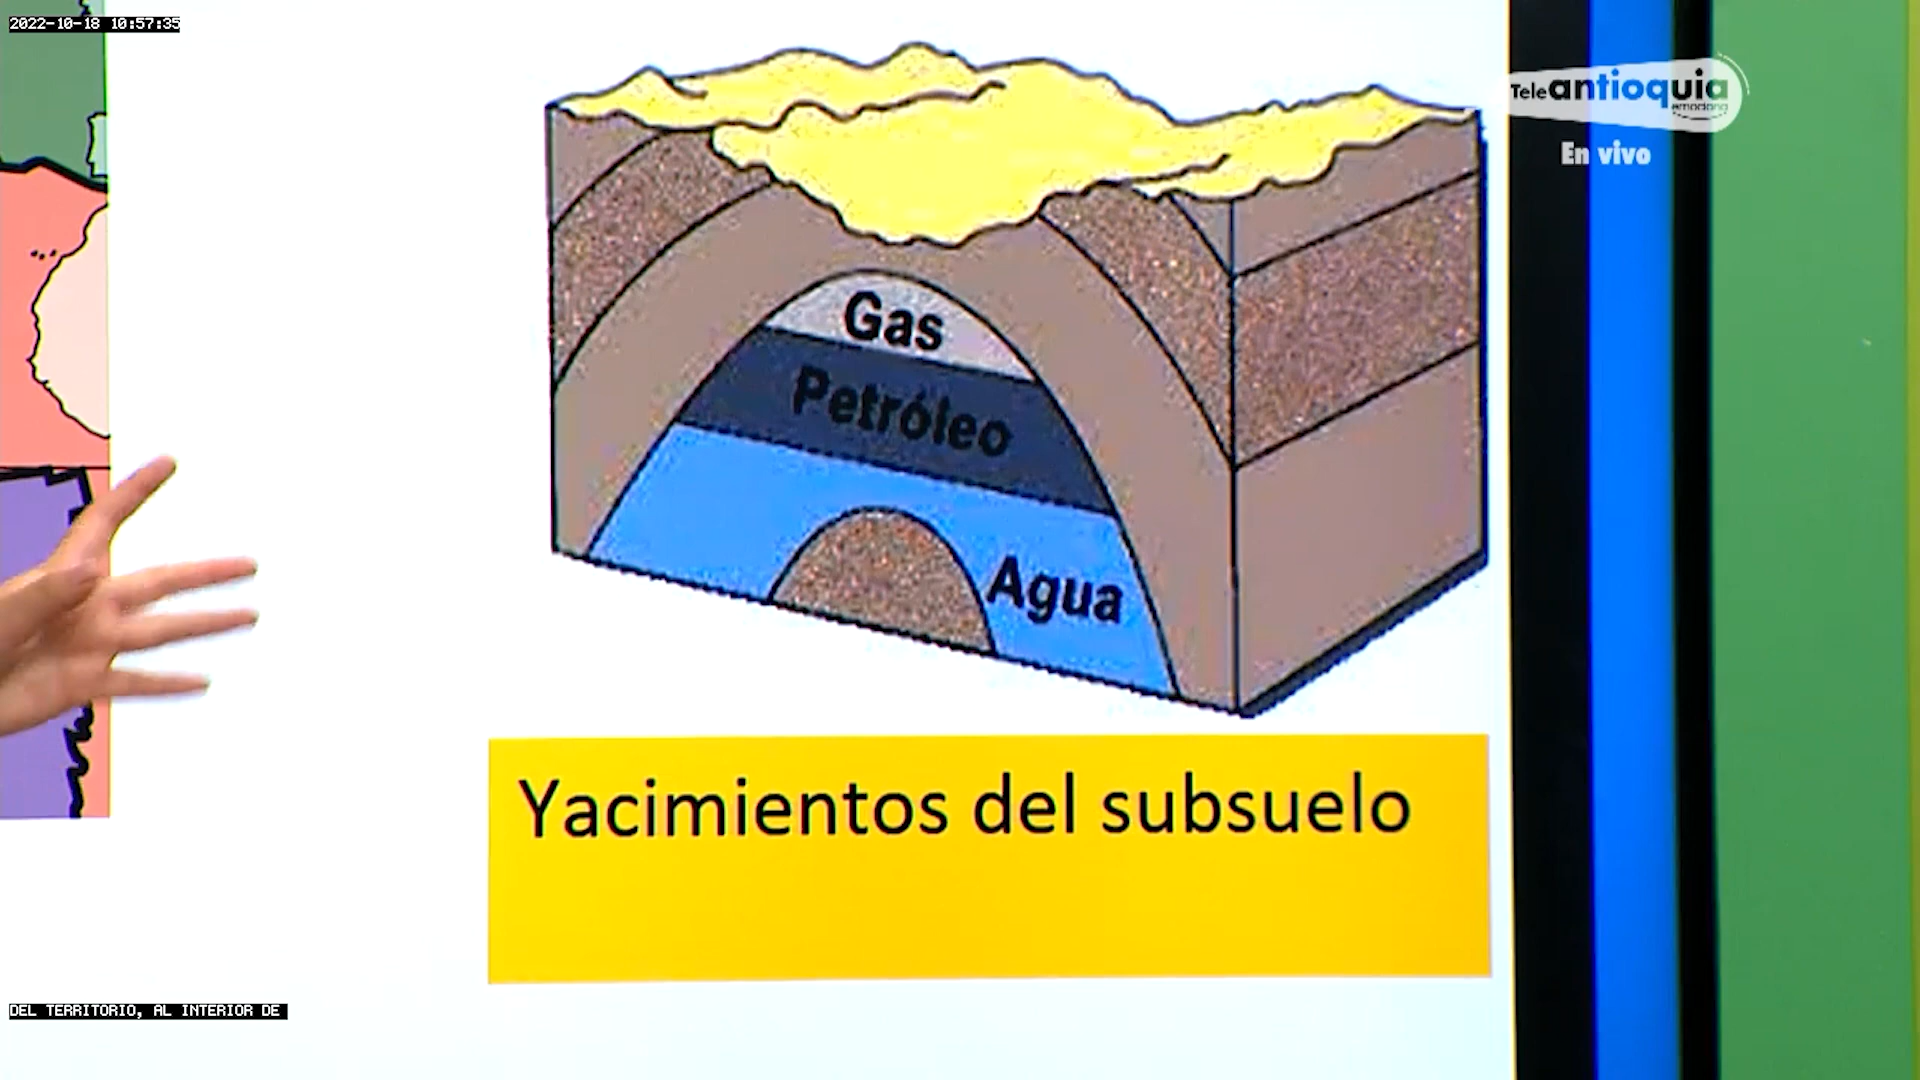 2022-10-18 10:57:35
Teleantioquia
emociona
En vivo
Gas
Petróleo
Agua
Yacimientos del subsuelo
DEL TERRITORIO, AL INTERIOR DE